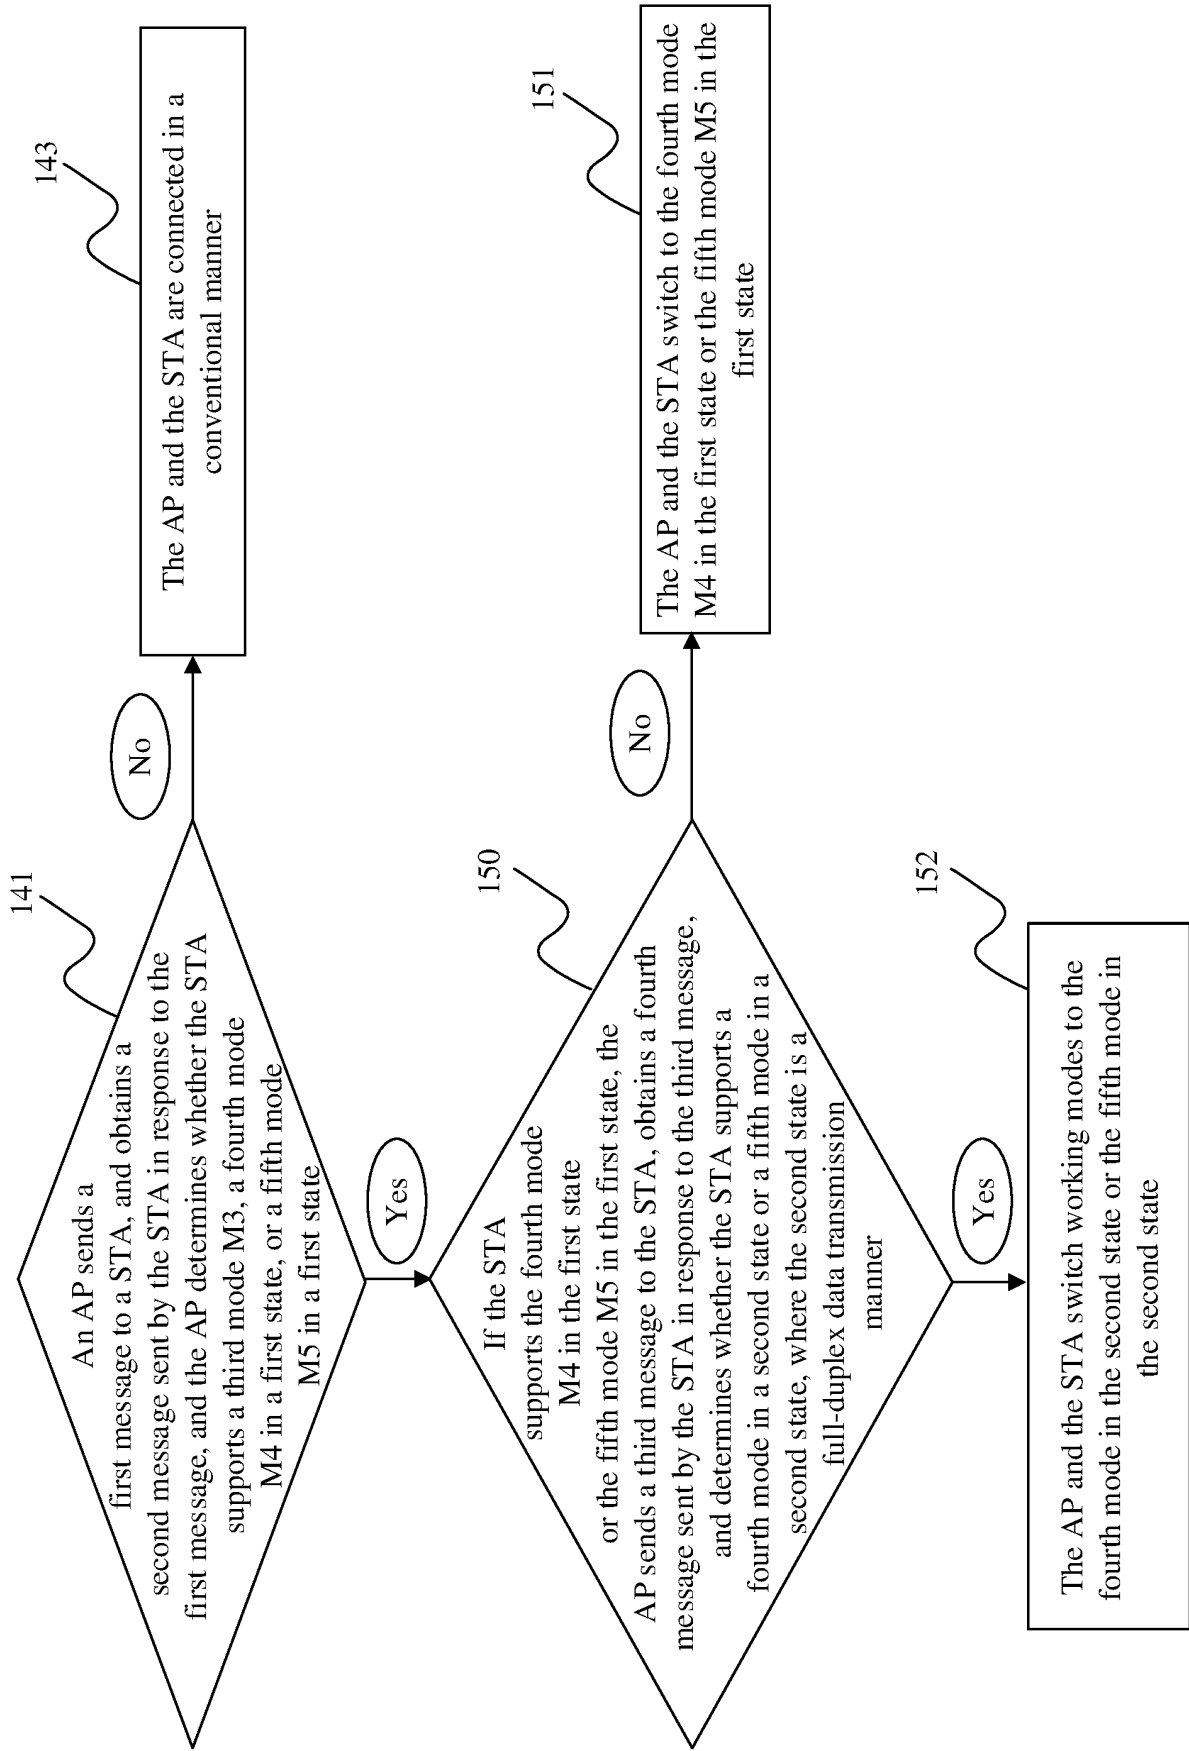 141
An AP sends a
first message to a STA, and obtains a
second message sent by the STA in response to the
first message, and the AP determines whether the STA
supports a third mode M3, a fourth mode
M4 in a first state, or a fifth mode
M5 in a first state
No
143
The AP and the STA are connected in a
conventional manner
Yes
150
If the STA
supports the fourth mode
M4 in the first state
or the fifth mode M5 in the first state, the
AP sends a third message to the STA, obtains a fourth
message sent by the STA in response to the third message,
and determines whether the STA supports a
fourth mode in a second state or a fifth mode in a
second state, where the second state is a
full-duplex data transmission
manner
No
151
The AP and the STA switch to the fourth mode
M4 in the first state or the fifth mode M5 in the
first state
Yes
152
The AP and the STA switch working modes to the
fourth mode in the second state or the fifth mode in
the second state